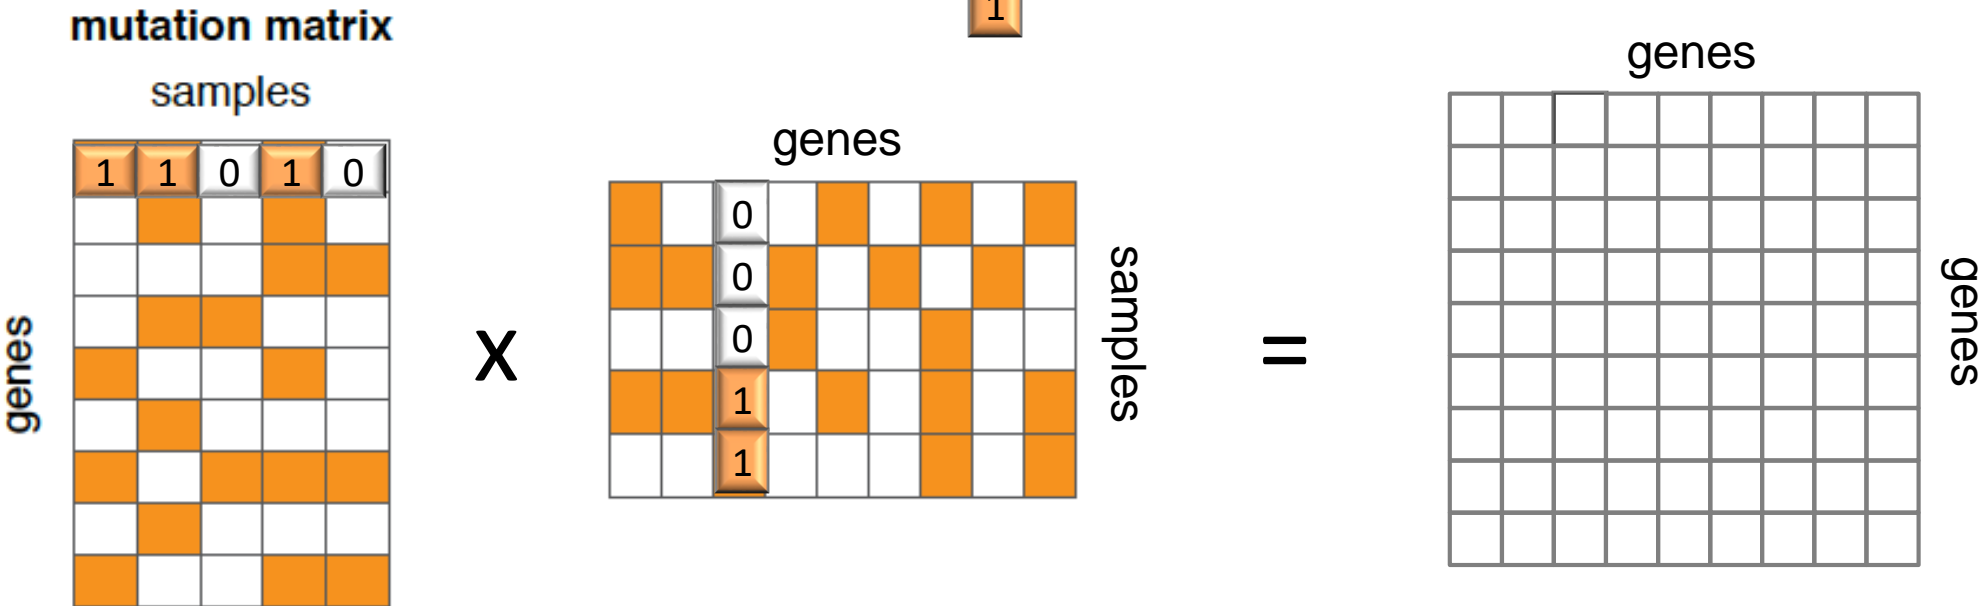 mutation matrix
1
samples
genes
genes
1 1 0 1 0
genes
x
0
0
0
1
1
samples
=
genes